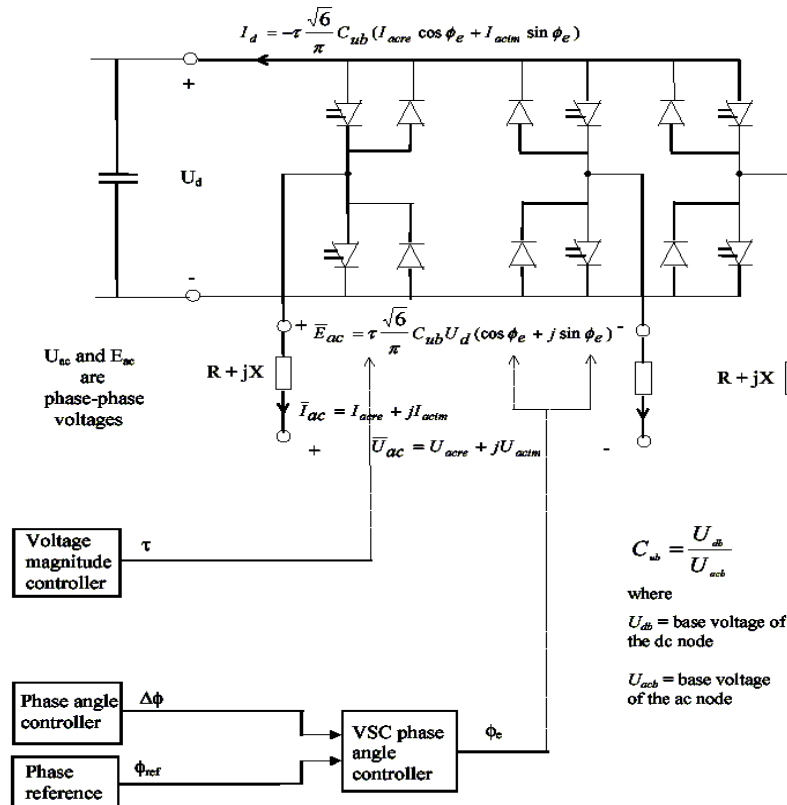 I_d = -τ √6/π C_ub (I_acre cos ϕ_e + I_acim sin ϕ_e)
+
U_d
-
+ E̅_ac = τ √6/π C_ub U_d (cos ϕ_e + j sin ϕ_e) -
U_ac and E_ac
are
phase-phase
voltages
R + jX
R + jX
I̅_ac = I_acre + jI_acim
+ U̅_ac = U_acre + jU_acim -
Voltage
magnitude
controller
τ
C_ub = U_db / U_acb
where
U_db = base voltage of
the dc node
U_acb = base voltage
of the ac node
Phase angle
controller
Δϕ
VSC phase
angle
controller
ϕ_e
Phase
reference
ϕ_ref